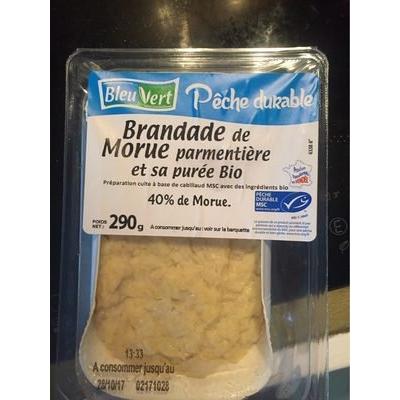 Bleu Vert
Pêche durable
Brandade de
Morue parmentière
et sa purée Bio
Préparation cuite à base de cabillaud MSC avec des ingrédients bio
40% de Morue.
PÊCHE
DURABLE
MSC
POIDS
NET : 290g
A consommer jusqu'au : voir sur la barquette
13:33
A consommer jusqu'au
28/10/17 02171028